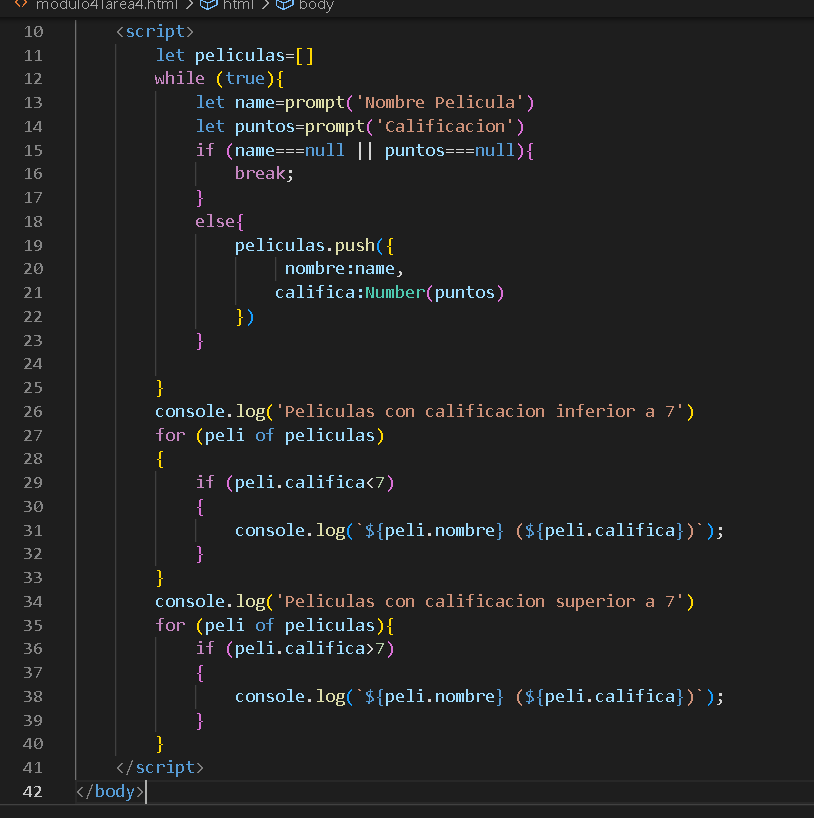 modulo4Tarea4.html > html > body
10 <script>
11 let peliculas=[]
12 while (true){
13 let name=prompt('Nombre Pelicula')
14 let puntos=prompt('Calificacion')
15 if (name===null || puntos===null){
16 break;
17 }
18 else{
19 peliculas.push({
20 nombre:name,
21 califica:Number(puntos)
22 })
23 }
24
25 }
26 console.log('Peliculas con calificacion inferior a 7')
27 for (peli of peliculas)
28 {
29 if (peli.califica<7)
30 {
31 console.log(`${peli.nombre} (${peli.califica})`);
32 }
33 }
34 console.log('Peliculas con calificacion superior a 7')
35 for (peli of peliculas){
36 if (peli.califica>7)
37 {
38 console.log(`${peli.nombre} (${peli.califica})`);
39 }
40 }
41 </script>
42 </body>